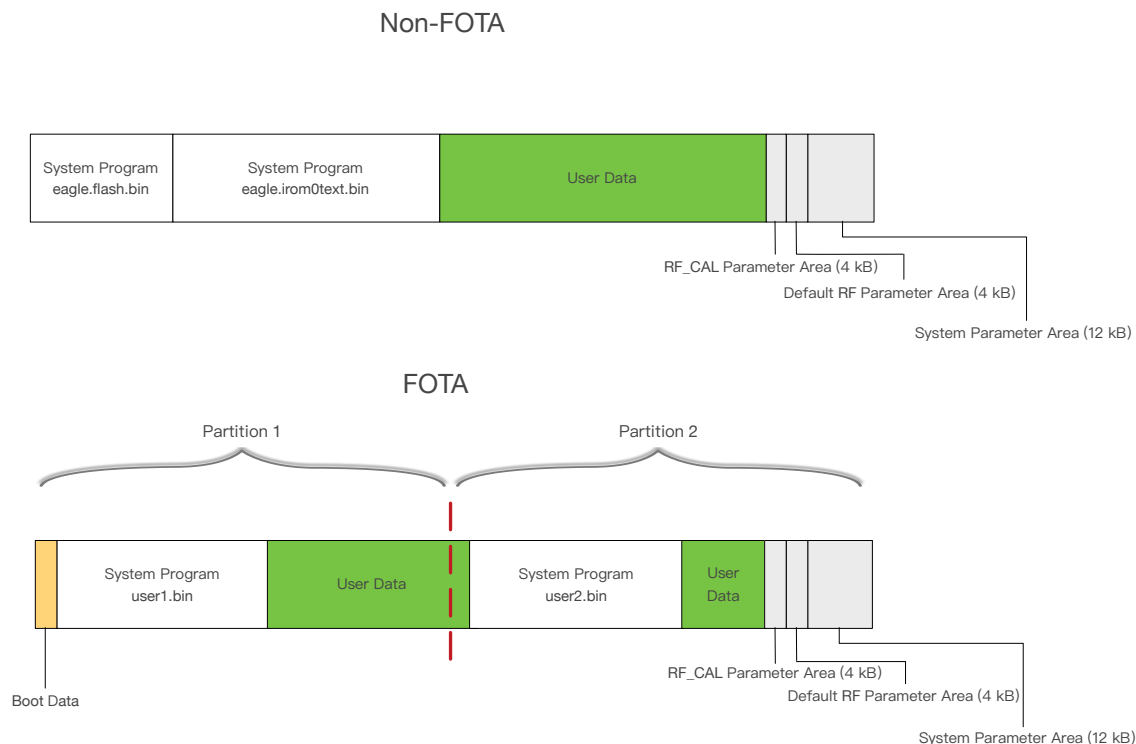 Non-FOTA
System Program
eagle.flash.bin
System Program
eagle.irom0text.bin
User Data
RF_CAL Parameter Area (4 kB)
Default RF Parameter Area (4 kB)
System Parameter Area (12 kB)
FOTA
Partition 1
Partition 2
System Program
user1.bin
User Data
System Program
user2.bin
User
Data
RF_CAL Parameter Area (4 kB)
Default RF Parameter Area (4 kB)
Boot Data
System Parameter Area (12 kB)